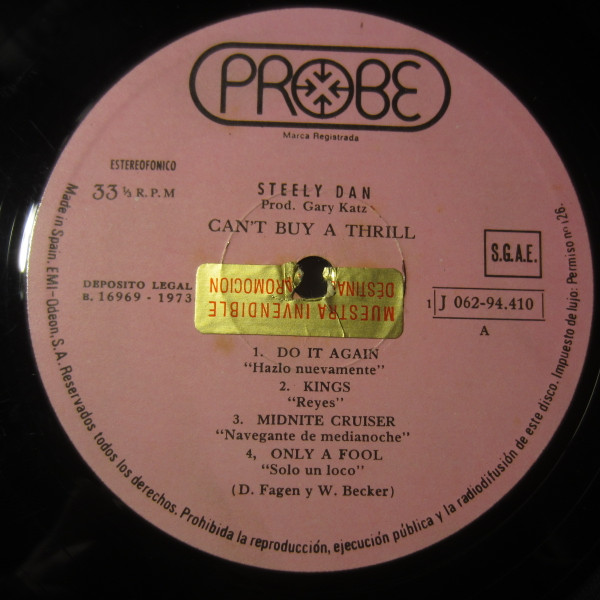 PROBE
Marca Registrada
ESTEREOFONICO
33 ⅓ R.P.M
STEELY DAN
Prod. Gary Katz
CAN'T BUY A THRILL
S.G.A.E.
DEPOSITO LEGAL
B. 16969 - 1973
MUESTRA INVENDIBLE
DESTINA PROMOCION
1 J 062-94.410
A
1. DO IT AGAIN
"Hazlo nuevamente"
2. KINGS
"Reyes"
3. MIDNITE CRUISER
"Navegante de medianoche"
4, ONLY A FOOL
"Solo un loco"
(D. Fagen y W. Becker)
Made in Spain. EMI-Odeon. S. A. Reservados todos los derechos. Prohibida la reproducción, ejecución pública y la radiodifusión de este disco. Impuesto de lujo: Permiso nº 126.